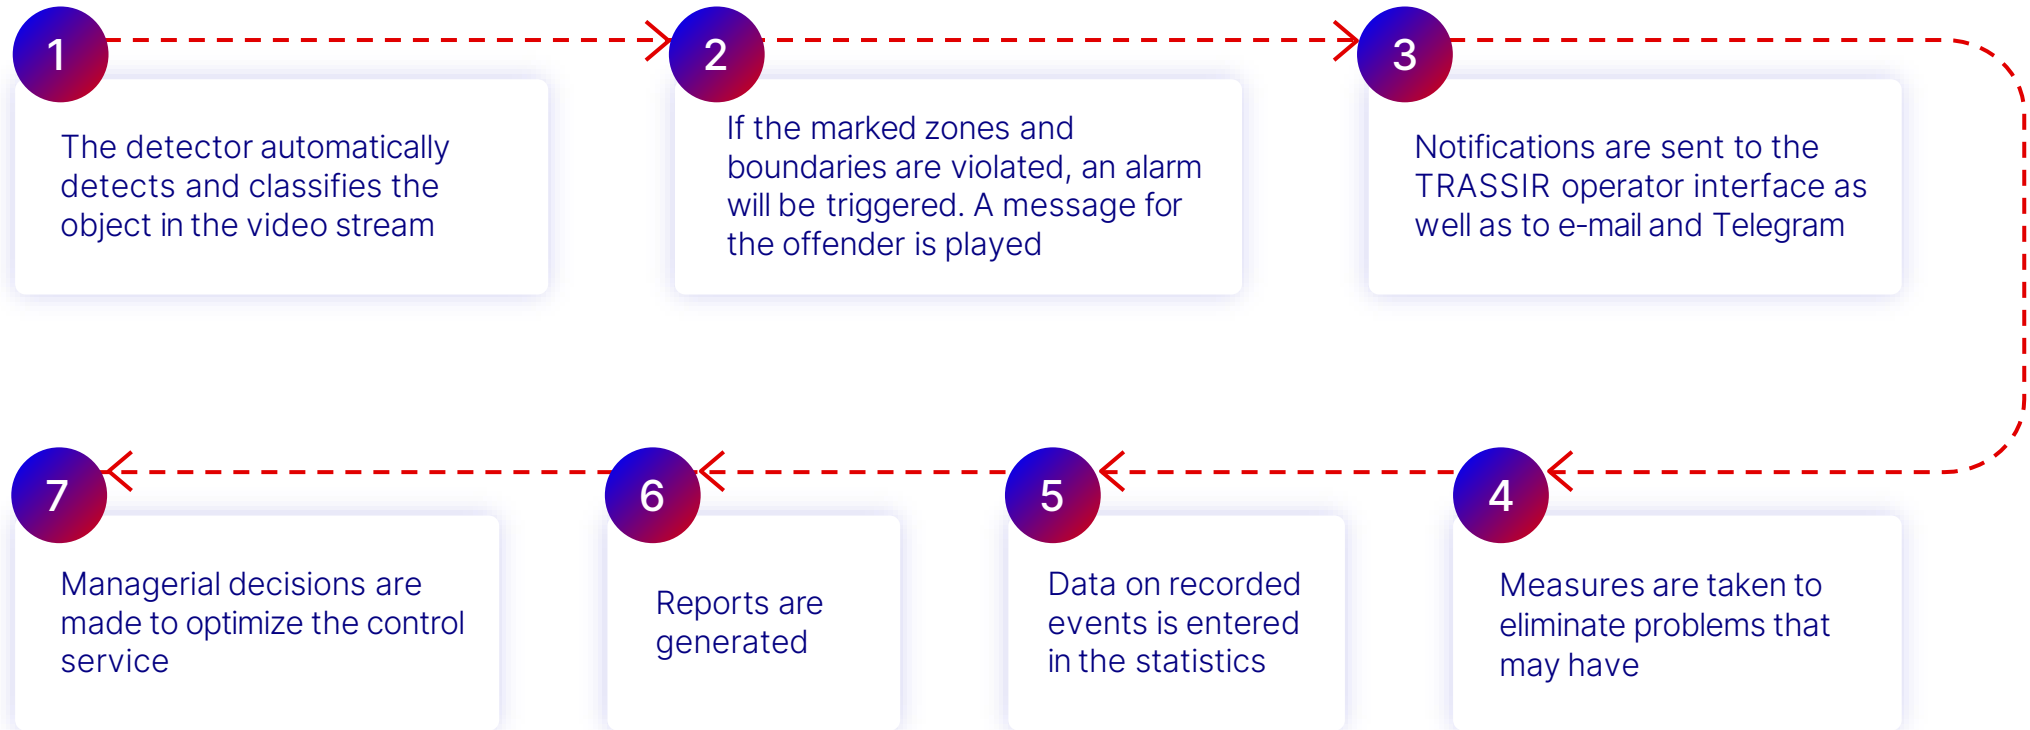 1
The detector automatically
detects and classifies the
object in the video stream
2
If the marked zones and
boundaries are violated, an alarm
will be triggered. A message for
the offender is played
3
Notifications are sent to the
TRASSIR operator interface as
well as to e-mail and Telegram
4
Measures are taken to
eliminate problems that
may have
5
Data on recorded
events is entered
in the statistics
6
Reports are
generated
7
Managerial decisions are
made to optimize the control
service